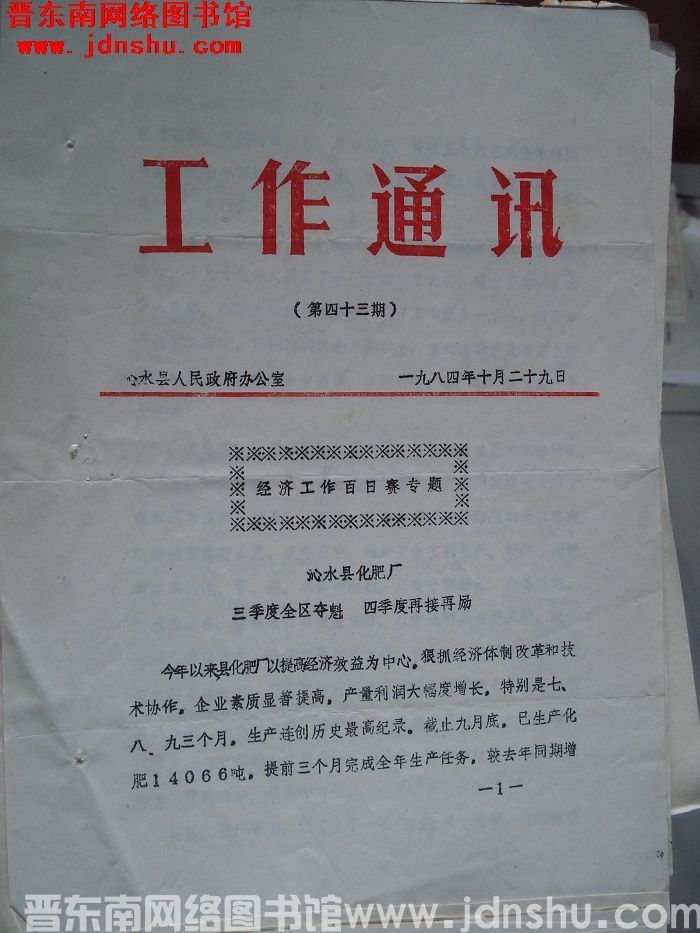 晋东南网络图书馆
www.jdnshu.com
工作通讯
（第四十三期）
沁水县人民政府办公室 一九八四年十月二十九日
经济工作百日赛专题
沁水县化肥厂
三季度全区夺魁 四季度再接再励
今年以来县化肥厂以提高经济效益为中心，狠抓经济体制改革和技
术协作。企业素质显普提高，产量利润大幅度增长。特别是七、
八、九三个月，生产连创历史最高纪录。截止九月底，已生产化
肥14066吨，提前三个月完成全年生产任务，较去年同期增
—1—
晋东南网络图书馆www.jdnshu.com